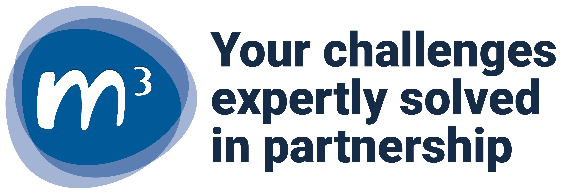 m³
Your challenges
expertly solved
in partnership